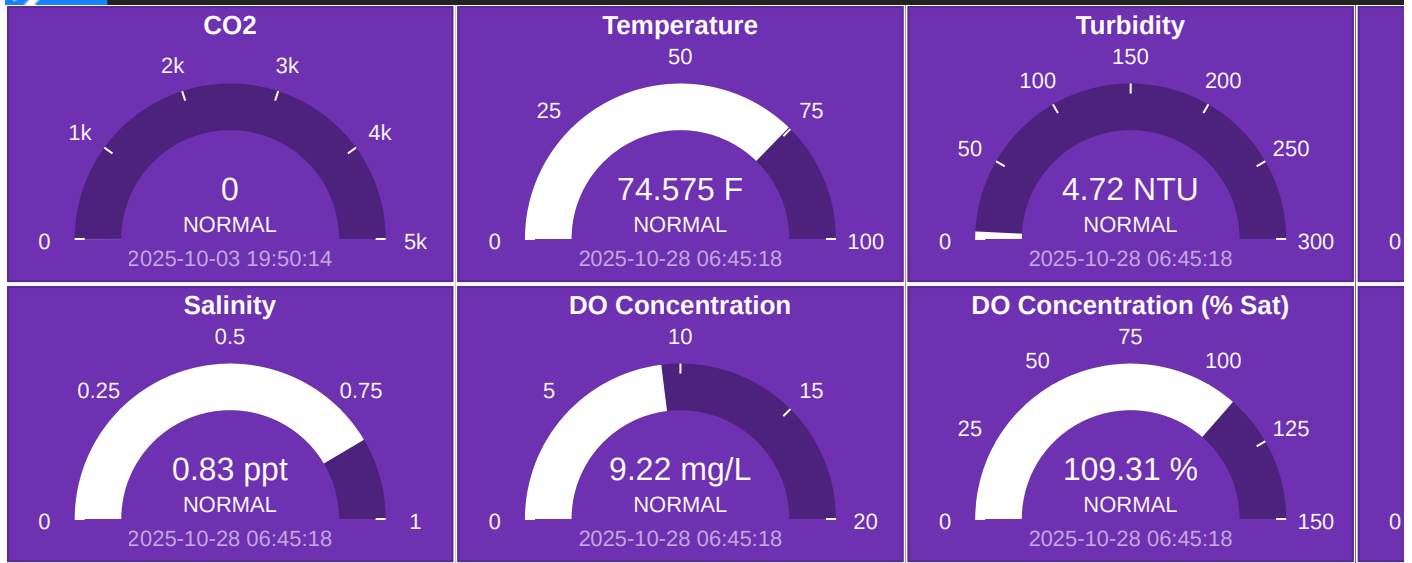 CO2
0
1k
2k
3k
4k
5k
0
NORMAL
2025-10-03 19:50:14
Temperature
0
25
50
75
100
74.575 F
NORMAL
2025-10-28 06:45:18
Turbidity
0
50
100
150
200
250
300
4.72 NTU
NORMAL
2025-10-28 06:45:18
0
Salinity
0
0.25
0.5
0.75
1
0.83 ppt
NORMAL
2025-10-28 06:45:18
DO Concentration
0
5
10
15
20
9.22 mg/L
NORMAL
2025-10-28 06:45:18
DO Concentration (% Sat)
0
25
50
75
100
125
150
109.31 %
NORMAL
2025-10-28 06:45:18
0